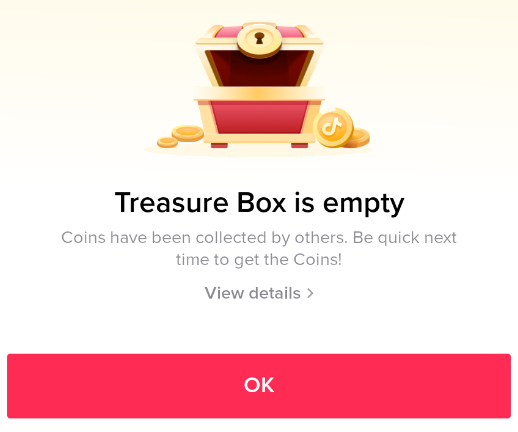 Treasure Box is empty
Coins have been collected by others. Be quick next
time to get the Coins!
View details >
OK